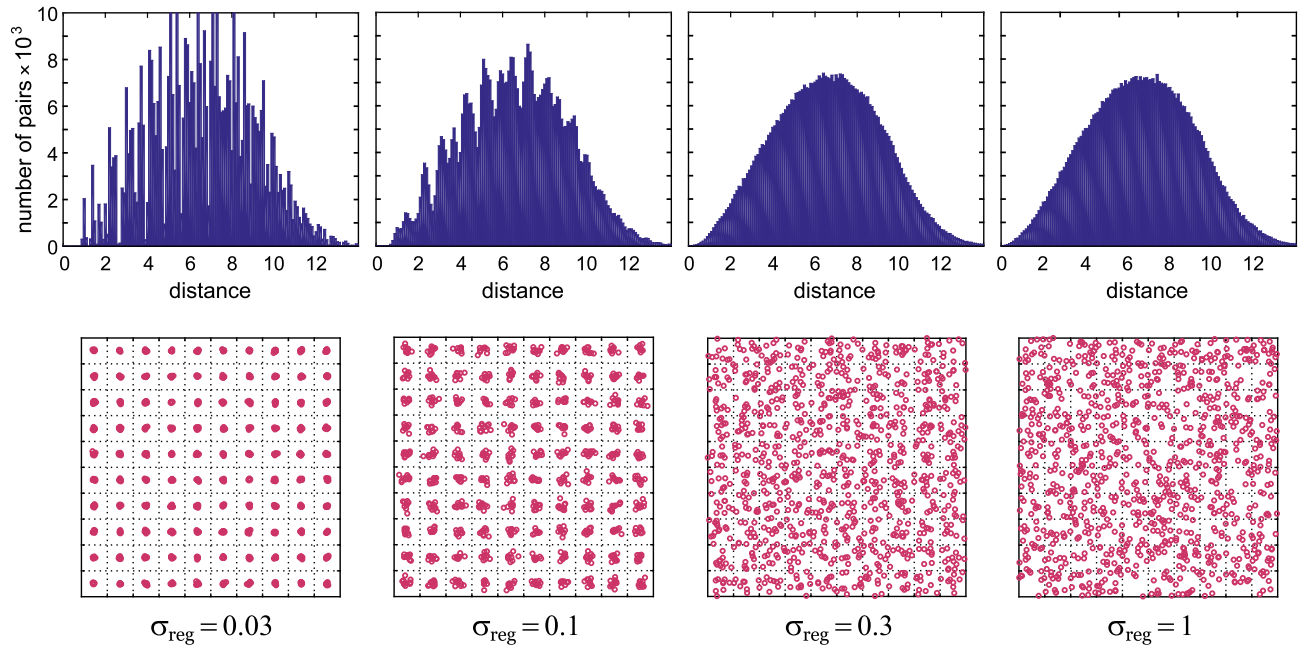 number of pairs × 10³
10
8
6
4
2
0
0 2 4 6 8 10 12
0 2 4 6 8 10 12
0 2 4 6 8 10 12
0 2 4 6 8 10 12
distance
distance
distance
distance
σreg = 0.03
σreg = 0.1
σreg = 0.3
σreg = 1